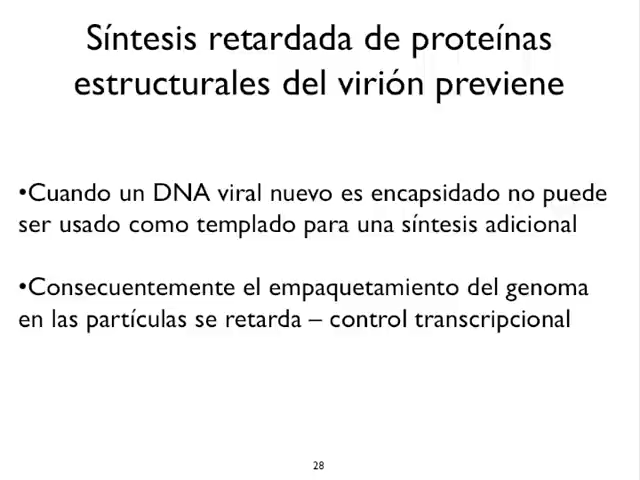 Síntesis retardada de proteínas
estructurales del virión previene
•Cuando un DNA viral nuevo es encapsidado no puede
ser usado como templado para una síntesis adicional
•Consecuentemente el empaquetamiento del genoma
en las partículas se retarda – control transcripcional
28